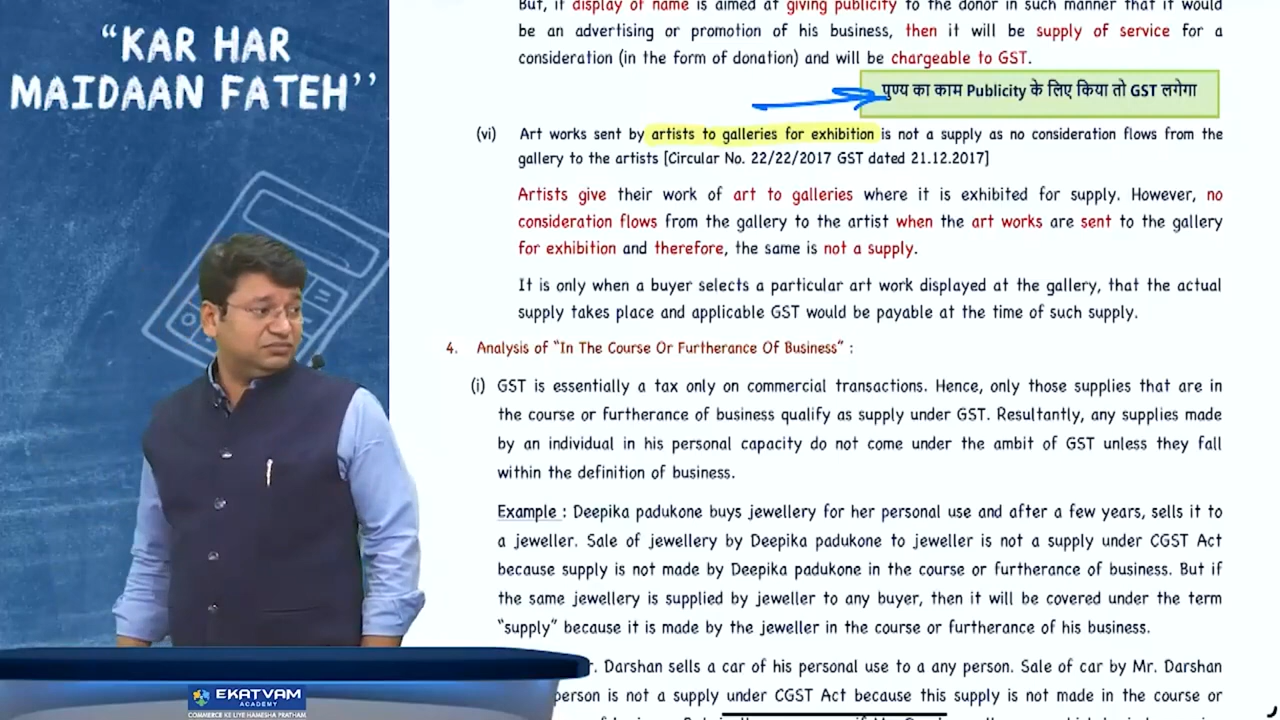 “KAR HAR
MAIDAAN FATEH’’
But, if display of name is aimed at giving publicity to the donor in such manner that it would
be an advertising or promotion of his business, then it will be supply of service for a
consideration (in the form of donation) and will be chargeable to GST.
पुण्य का काम Publicity के लिए किया तो GST लगेगा
(vi) Art works sent by artists to galleries for exhibition is not a supply as no consideration flows from the
gallery to the artists [Circular No. 22/22/2017 GST dated 21.12.2017]
Artists give their work of art to galleries where it is exhibited for supply. However, no
consideration flows from the gallery to the artist when the art works are sent to the gallery
for exhibition and therefore, the same is not a supply.
It is only when a buyer selects a particular art work displayed at the gallery, that the actual
supply takes place and applicable GST would be payable at the time of such supply.
4. Analysis of “In The Course Or Furtherance Of Business” :
(i) GST is essentially a tax only on commercial transactions. Hence, only those supplies that are in
the course or furtherance of business qualify as supply under GST. Resultantly, any supplies made
by an individual in his personal capacity do not come under the ambit of GST unless they fall
within the definition of business.
Example : Deepika padukone buys jewellery for her personal use and after a few years, sells it to
a jeweller. Sale of jewellery by Deepika padukone to jeweller is not a supply under CGST Act
because supply is not made by Deepika padukone in the course or furtherance of business. But if
the same jewellery is supplied by jeweller to any buyer, then it will be covered under the term
“supply” because it is made by the jeweller in the course or furtherance of his business.
r. Darshan sells a car of his personal use to a any person. Sale of car by Mr. Darshan
person is not a supply under CGST Act because this supply is not made in the course or
EKATVAM
ACADEMY
COMMERCE KE LIYE HAMESHA PRATHAM